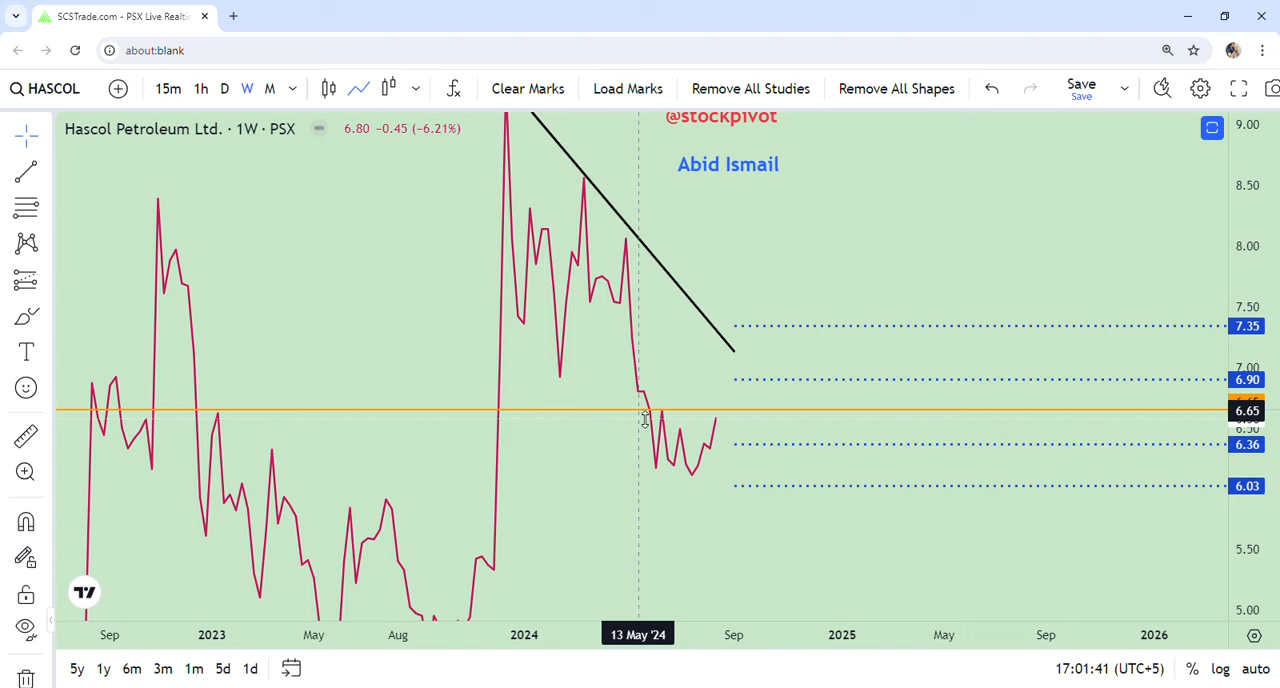 SCSTrade.com - PSX Live Realti
about:blank
HASCOL
15m 1h D W M
Clear Marks
Load Marks
Remove All Studies
Remove All Shapes
Save
Save
Hascol Petroleum Ltd. · 1W · PSX
6.80 −0.45 (−6.21%)
@stockpivot
Abid Ismail
9.00
8.50
8.00
7.50
7.35
7.00
6.90
6.65
6.50
6.36
6.03
5.50
5.00
Sep 2023 May Aug 2024 13 May '24 Sep 2025 May Sep 2026
5y 1y 6m 3m 1m 5d 1d
17:01:41 (UTC+5) % log auto